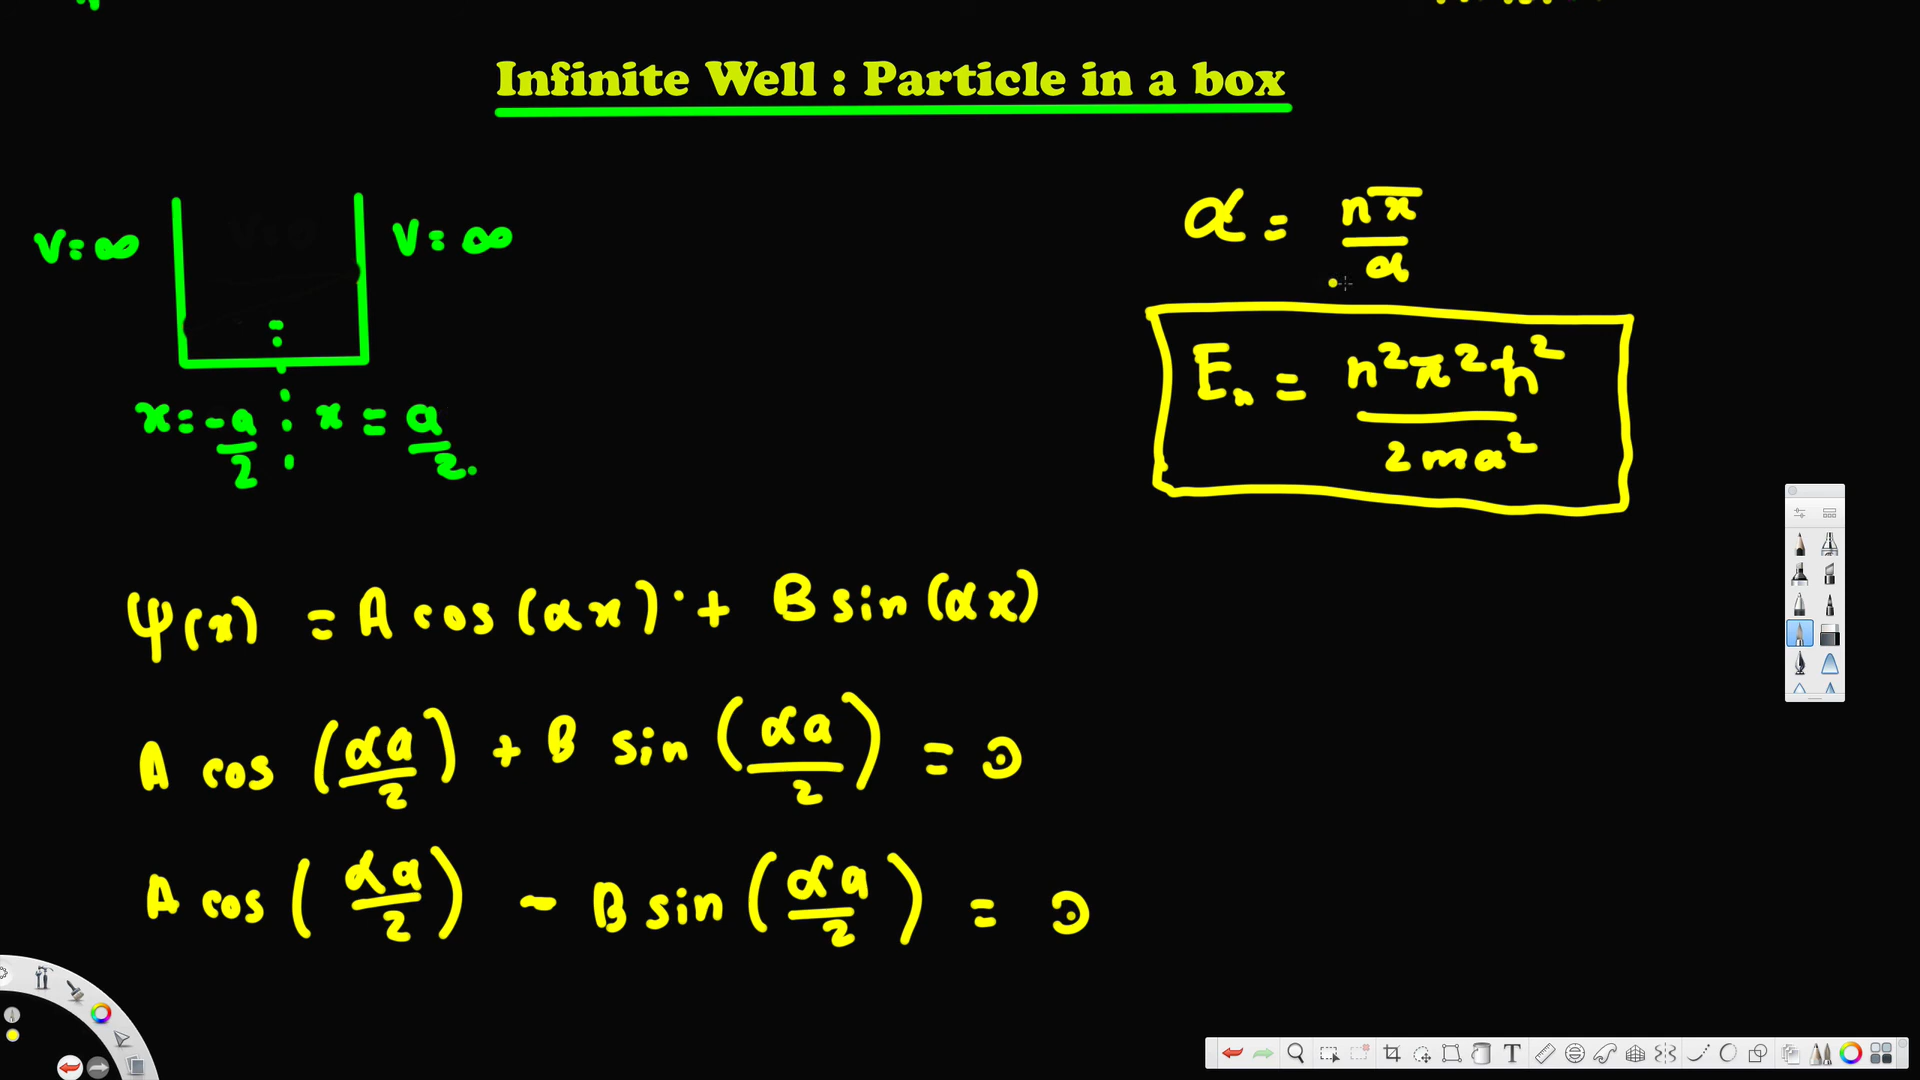 Infinite Well : Particle in a box
V = ∞
V = ∞
x = -a/2
x = a/2
α = nπ/a
Eₙ = n²π²ħ²/2ma²
ψ(x) = A cos(αx) + B sin(αx)
A cos (αa/2) + B sin (αa/2) = 0
A cos (αa/2) - B sin (αa/2) = 0